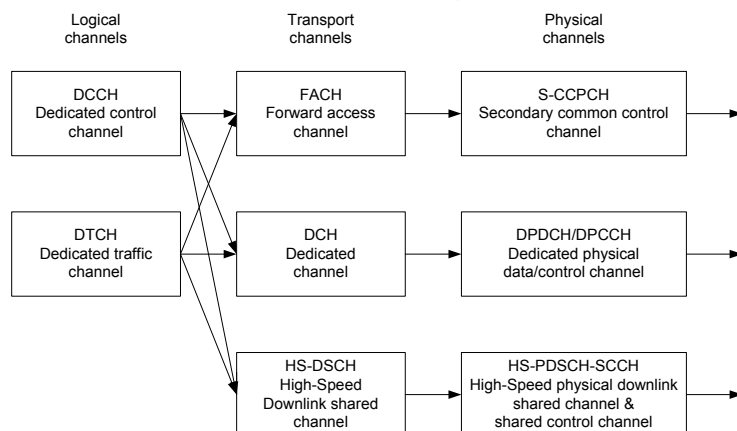 Logical
channels
Transport
channels
Physical
channels
DCCH
Dedicated control
channel
FACH
Forward access
channel
S-CCPCH
Secondary common control
channel
DTCH
Dedicated traffic
channel
DCH
Dedicated
channel
DPDCH/DPCCH
Dedicated physical
data/control channel
HS-DSCH
High-Speed
Downlink shared
channel
HS-PDSCH-SCCH
High-Speed physical downlink
shared channel &
shared control channel